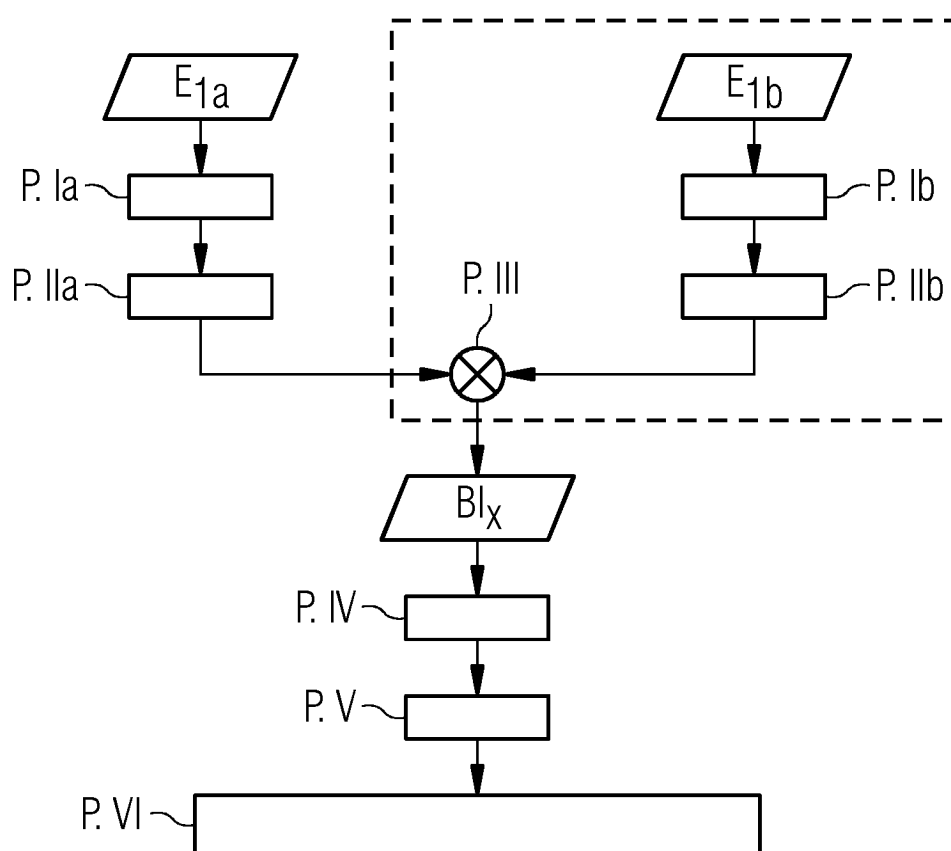 E1a
E1b
P. Ia
P. Ib
P. IIa
P. IIb
P. III
BIX
P. IV
P. V
P. VI